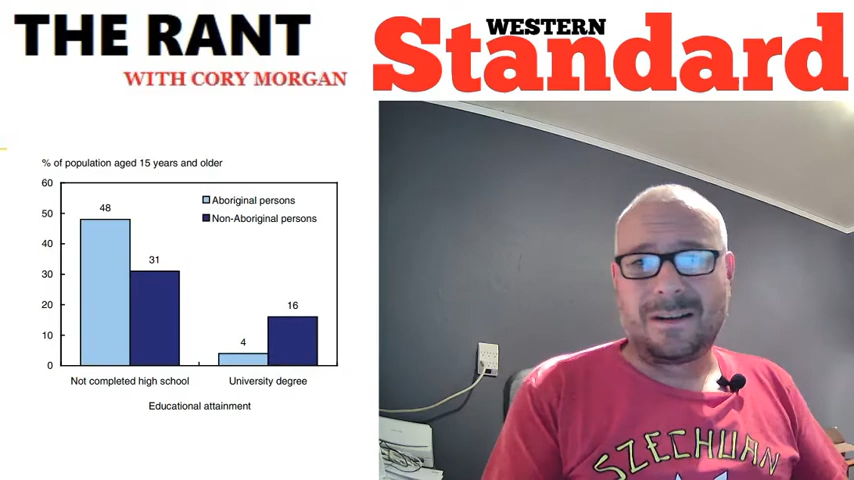 THE RANT
WITH CORY MORGAN
WESTERN
Standard
% of population aged 15 years and older
60
50
40
30
20
10
0
48
31
4
16
Aboriginal persons
Non-Aboriginal persons
Not completed high school
University degree
Educational attainment
SZECHUAN